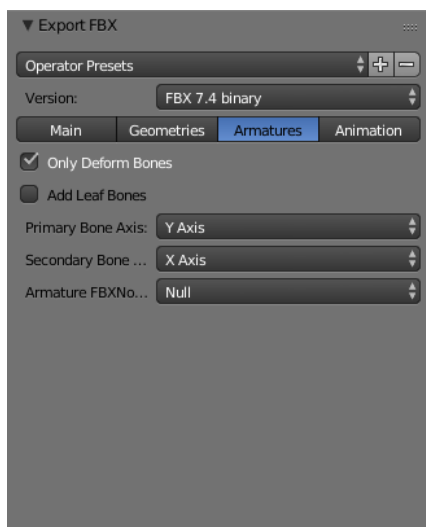 Export FBX
Operator Presets
Version: FBX 7.4 binary
Main Geometries Armatures Animation
Only Deform Bones
Add Leaf Bones
Primary Bone Axis: Y Axis
Secondary Bone ... X Axis
Armature FBXNo... Null